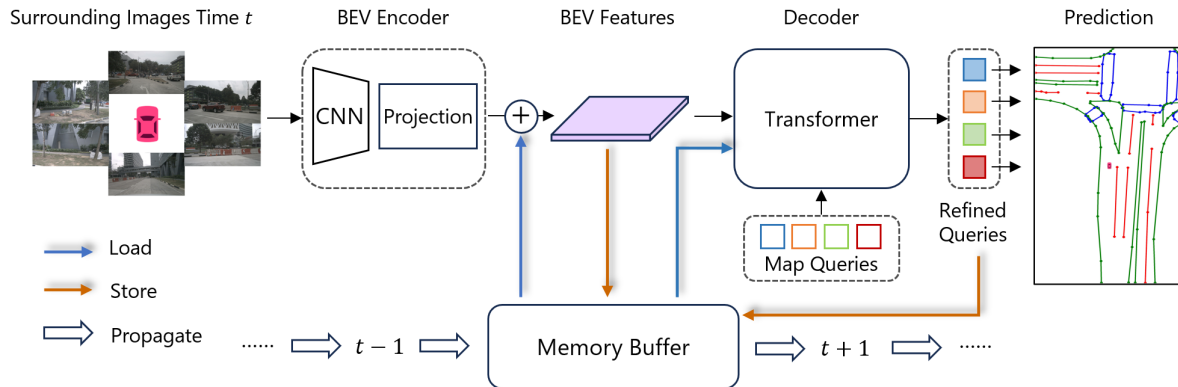 Surrounding Images Time t
BEV Encoder
BEV Features
Decoder
Prediction
CNN
Projection
+
Transformer
Refined
Queries
Map Queries
Load
Store
Propagate
......
t − 1
Memory Buffer
t + 1
......